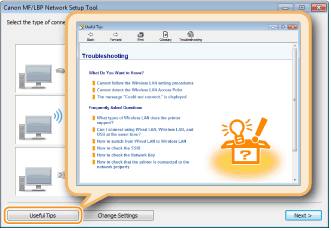 Canon MF/LBP Network Setup Tool
Select the type of conne
Useful Tips
Back
Forward
Print
Glossary
Troubleshooting
Troubleshooting
What Do You Want to Know?
Cannot follow the Wireless LAN setting procedures
Cannot detect the Wireless LAN Access Point
The message "Could not connect." is displayed
Frequently Asked Questions
What types of Wireless LAN does the printer
support?
Can I connect using Wired LAN, Wireless LAN, and
USB at the same time?
How to switch from Wired LAN to Wireless LAN
How to check the SSID
How to check the Network Key
How to check that the printer is connected to the
network properly
Useful Tips
Change Settings
Next >